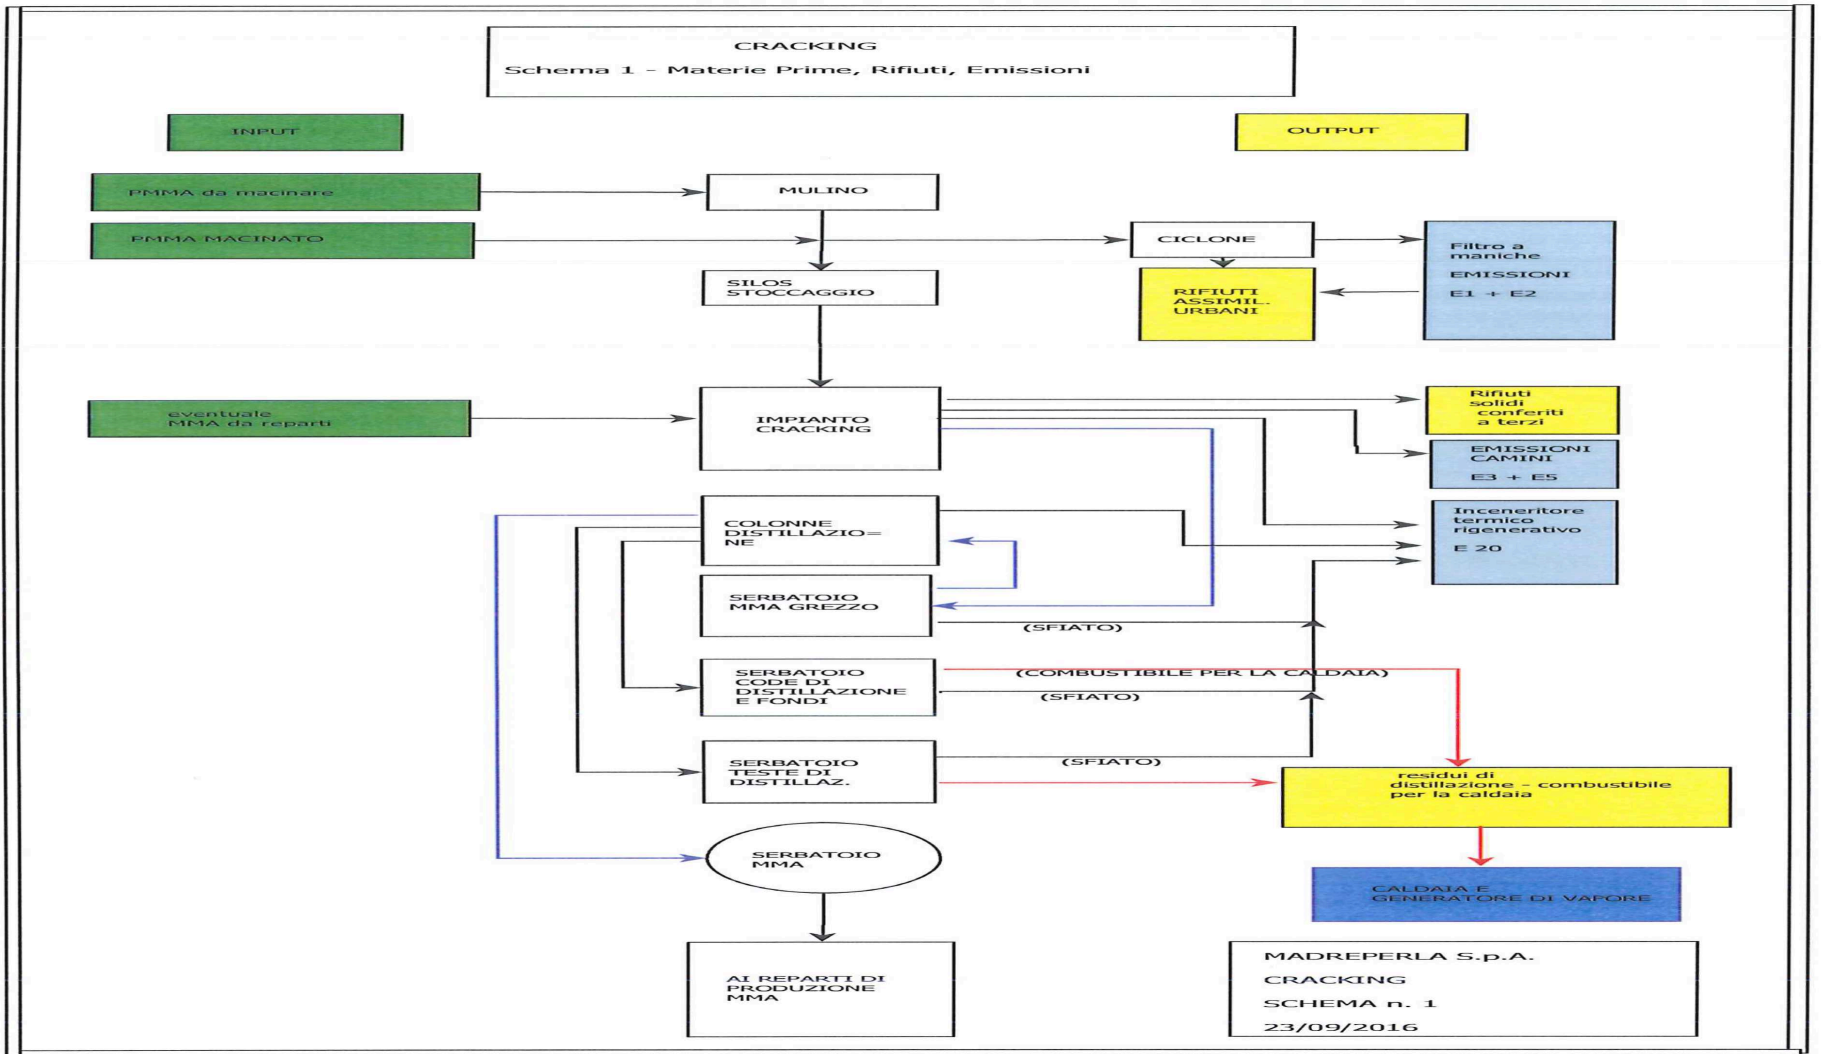 CRACKING
Schema 1 - Materie Prime, Rifiuti, Emissioni
INPUT
OUTPUT
PMMA da macinare
MULINO
PMMA MACINATO
CICLONE
Filtro a
maniche
EMISSIONI
E1 + E2
SILOS
STOCCAGGIO
RIFIUTI
ASSIMIL.
URBANI
eventuale
MMA da reparti
IMPIANTO
CRACKING
Rifiuti
solidi
conferiti
a terzi
EMISSIONI
CAMINI
E3 + E5
COLONNE
DISTILLAZIO=
NE
Inceneritore
termico
rigenerativo
E 20
SERBATOIO
MMA GREZZO
(SFIATO)
SERBATOIO
CODE DI
DISTILLAZIONE
E FONDI
(COMBUSTIBILE PER LA CALDAIA)
(SFIATO)
SERBATOIO
TESTE DI
DISTILLAZ.
(SFIATO)
residui di
distillazione - combustibile
per la caldaia
SERBATOIO
MMA
CALDAIA E
GENERATORE DI VAPORE
AI REPARTI DI
PRODUZIONE
MMA
MADREPERLA S.p.A.
CRACKING
SCHEMA n. 1
23/09/2016